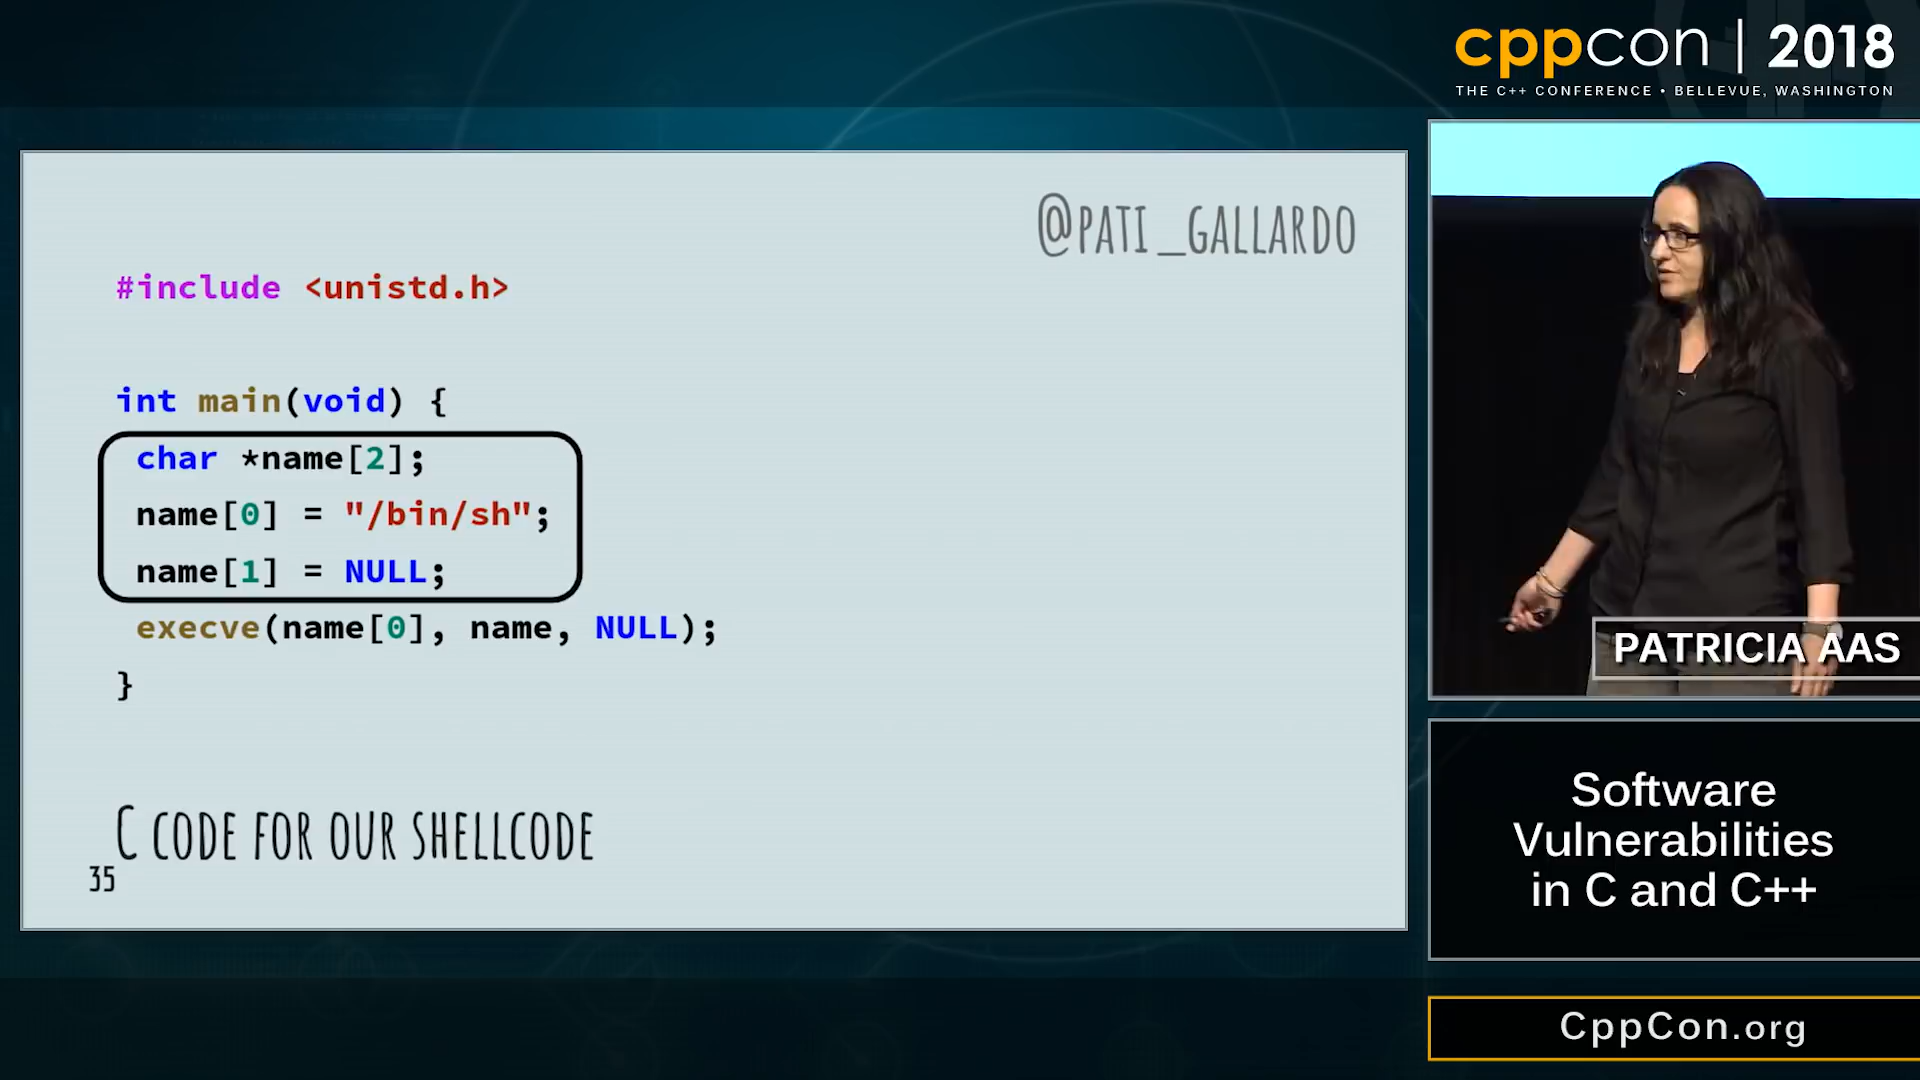 cppcon | 2018
THE C++ CONFERENCE • BELLEVUE, WASHINGTON
@PATI_GALLARDO
#include <unistd.h>
int main(void) {
char *name[2];
name[0] = "/bin/sh";
name[1] = NULL;
execve(name[0], name, NULL);
}
C CODE FOR OUR SHELLCODE
35
PATRICIA AAS
Software
Vulnerabilities
in C and C++
CppCon.org